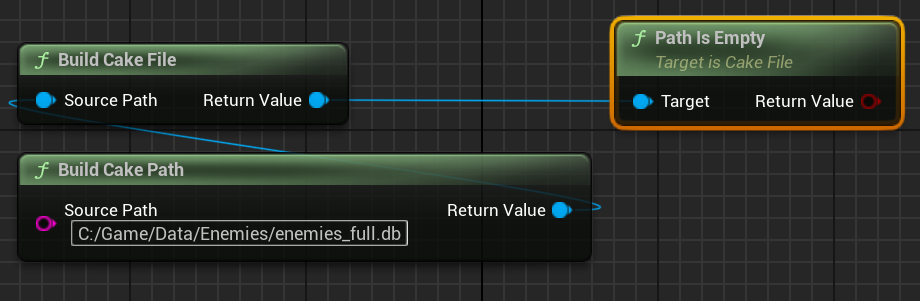 f Build Cake File
Source Path Return Value
f Build Cake Path
Source Path Return Value
C:/Game/Data/Enemies/enemies_full.db
f Path Is Empty
Target is Cake File
Target Return Value